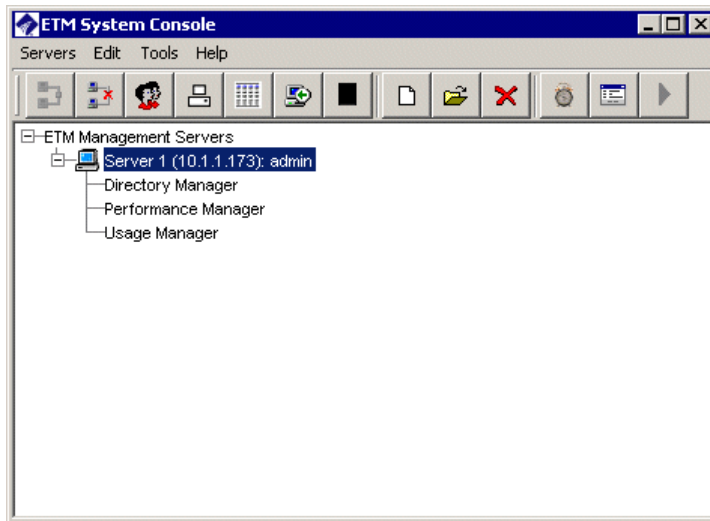 ETM System Console
Servers Edit Tools Help
ETM Management Servers
Server 1 (10.1.1.173): admin
Directory Manager
Performance Manager
Usage Manager